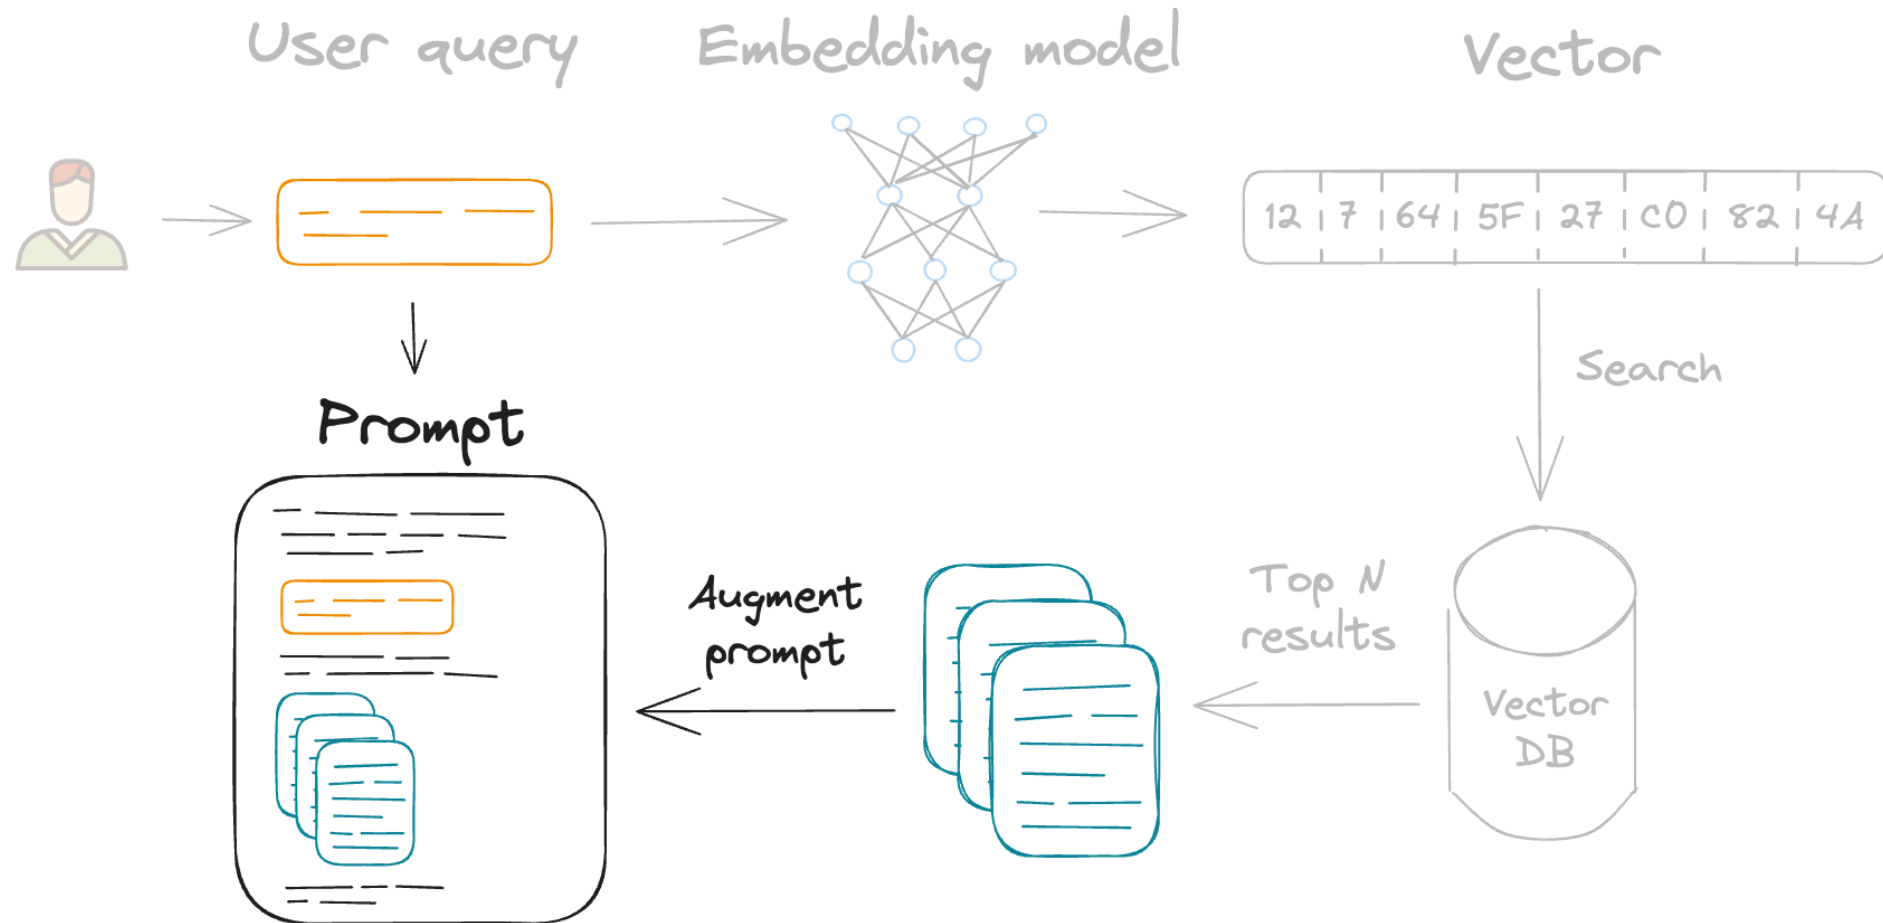 User query
Embedding model
Vector
12 7 64 5F 27 C0 82 4A
Search
Prompt
Augment
prompt
Top N
results
Vector
DB